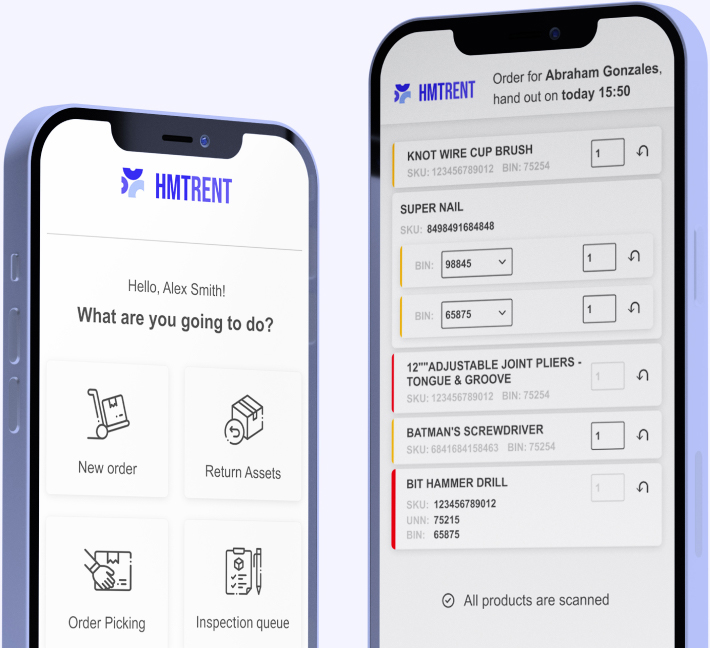 HMTRENT
Hello, Alex Smith!
What are you going to do?
New order
Return Assets
Order Picking
Inspection queue
HMTRENT
Order for Abraham Gonzales,
hand out on today 15:50
KNOT WIRE CUP BRUSH
1
SKU: 123456789012 BIN: 75254
SUPER NAIL
SKU: 8498491684848
BIN: 98845 1
BIN: 65875 1
12""ADJUSTABLE JOINT PLIERS -
TONGUE & GROOVE
1
SKU: 123456789012 BIN: 75254
BATMAN'S SCREWDRIVER
1
SKU: 6841684158463 BIN: 75254
BIT HAMMER DRILL
1
SKU: 123456789012
UNN: 75215
BIN: 65875
All products are scanned